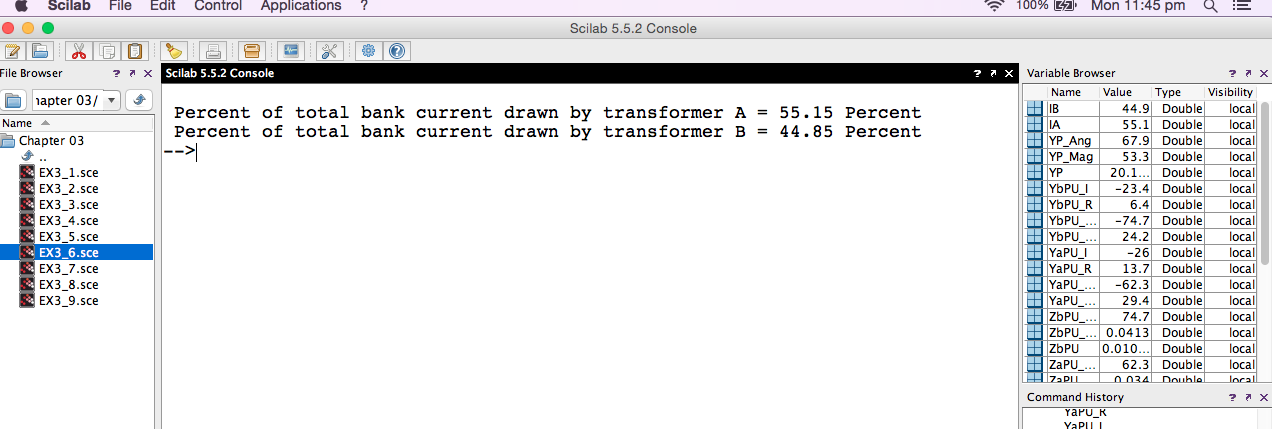 Scilab File Edit Control Applications ? 100% Mon 11:45 pm
Scilab 5.5.2 Console
File Browser ? Scilab 5.5.2 Console ? Variable Browser ?
Percent of total bank current drawn by transformer A = 55.15 Percent
Percent of total bank current drawn by transformer B = 44.85 Percent
-->
hapter 03/
Name
Chapter 03
..
EX3_1.sce
EX3_2.sce
EX3_3.sce
EX3_4.sce
EX3_5.sce
EX3_6.sce
EX3_7.sce
EX3_8.sce
EX3_9.sce
Name Value Type Visibility
IB 44.9 Double local
IA 55.1 Double local
YP_Ang 67.9 Double local
YP_Mag 53.3 Double local
YP 20.1... Double local
YbPU_I -23.4 Double local
YbPU_R 6.4 Double local
YbPU_... -74.7 Double local
YbPU_... 24.2 Double local
YaPU_I -26 Double local
YaPU_R 13.7 Double local
YaPU_... -62.3 Double local
YaPU_... 29.4 Double local
ZbPU_... 74.7 Double local
ZbPU_... 0.0413 Double local
ZbPU 0.010... Double local
ZaPU_... 62.3 Double local
ZaPU 0.034 Double local
Command History ?
YaPU_R
YaPU_I